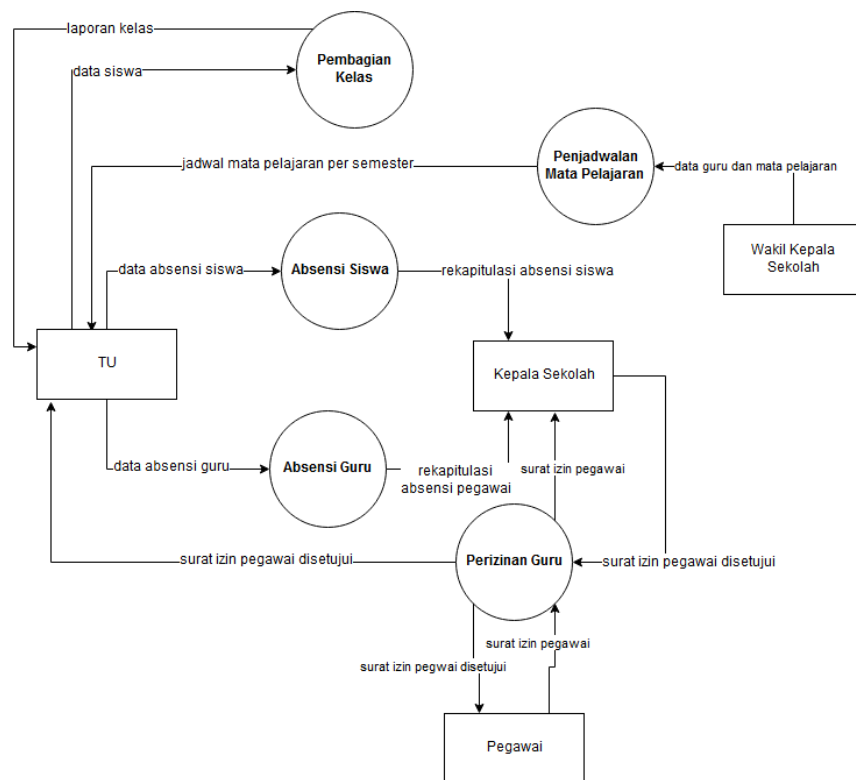 laporan kelas
Pembagian
Kelas
data siswa
jadwal mata pelajaran per semester
Penjadwalan
Mata Pelajaran
data guru dan mata pelajaran
Wakil Kepala
Sekolah
data absensi siswa
Absensi Siswa
rekapitulasi absensi siswa
TU
Kepala Sekolah
data absensi guru
Absensi Guru
rekapitulasi
absensi pegawai
surat izin pegawai
surat izin pegawai disetujui
Perizinan Guru
surat izin pegawai disetujui
surat izin pegawai
surat izin pegwai disetujui
Pegawai